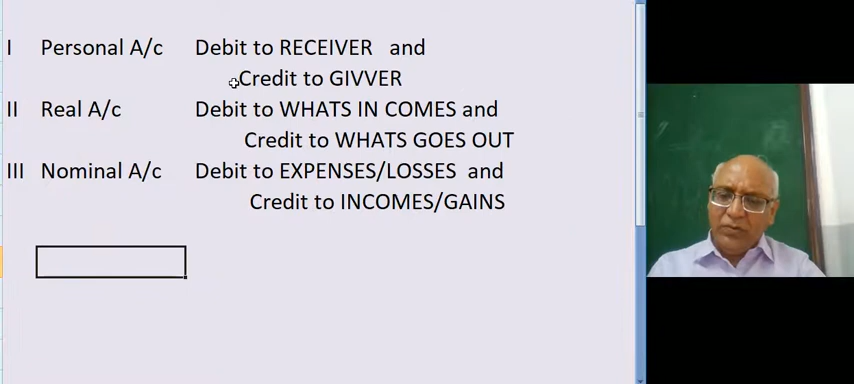 I Personal A/c Debit to RECEIVER and
Credit to GIVVER
II Real A/c Debit to WHATS IN COMES and
Credit to WHATS GOES OUT
III Nominal A/c Debit to EXPENSES/LOSSES and
Credit to INCOMES/GAINS